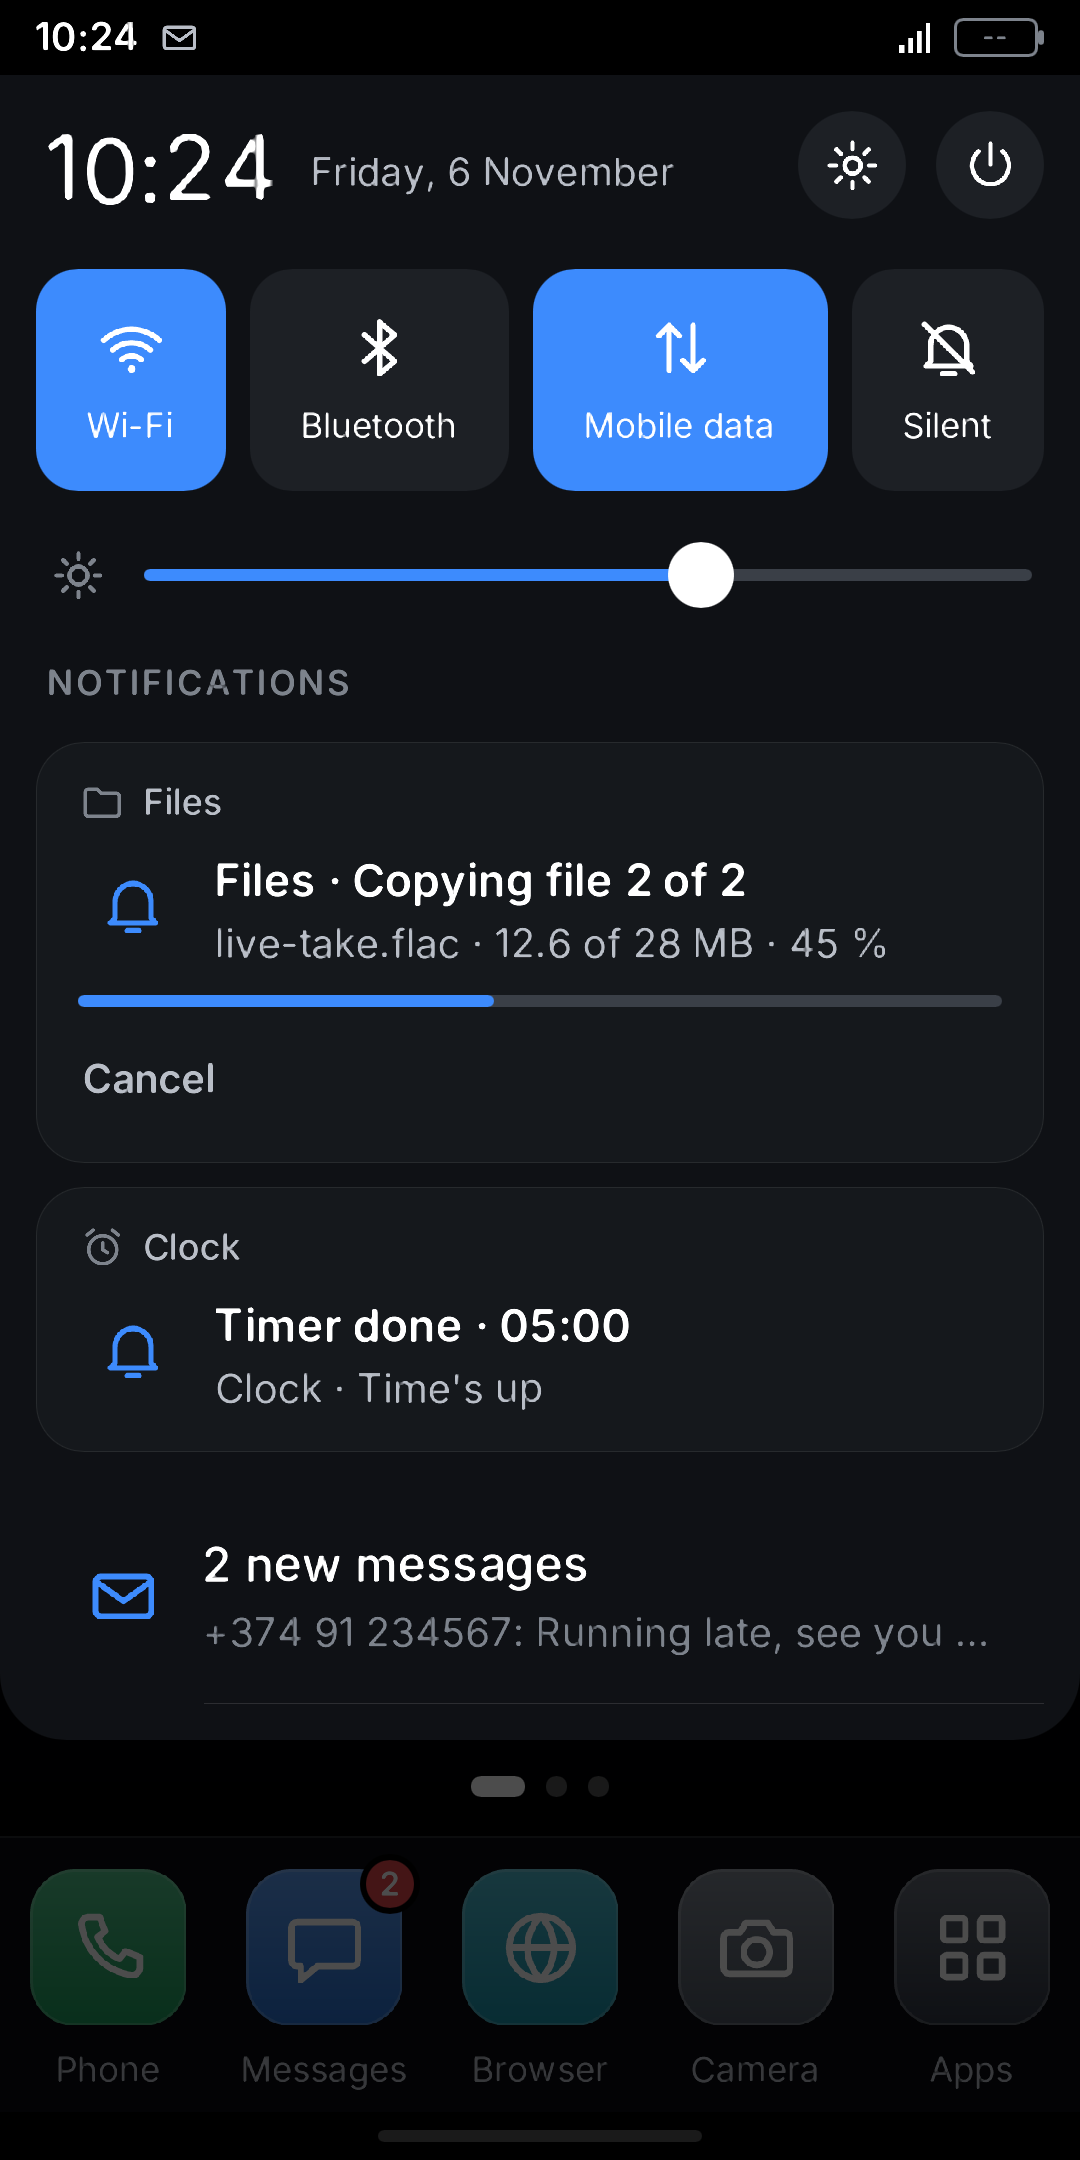 10:24
--
10:24 Friday, 6 November
Wi-Fi Bluetooth Mobile data Silent
NOTIFICATIONS
Files
Files · Copying file 2 of 2
live-take.flac · 12.6 of 28 MB · 45 %
Cancel
Clock
Timer done · 05:00
Clock · Time's up
2 new messages
+374 91 234567: Running late, see you ...
2
Phone Messages Browser Camera Apps